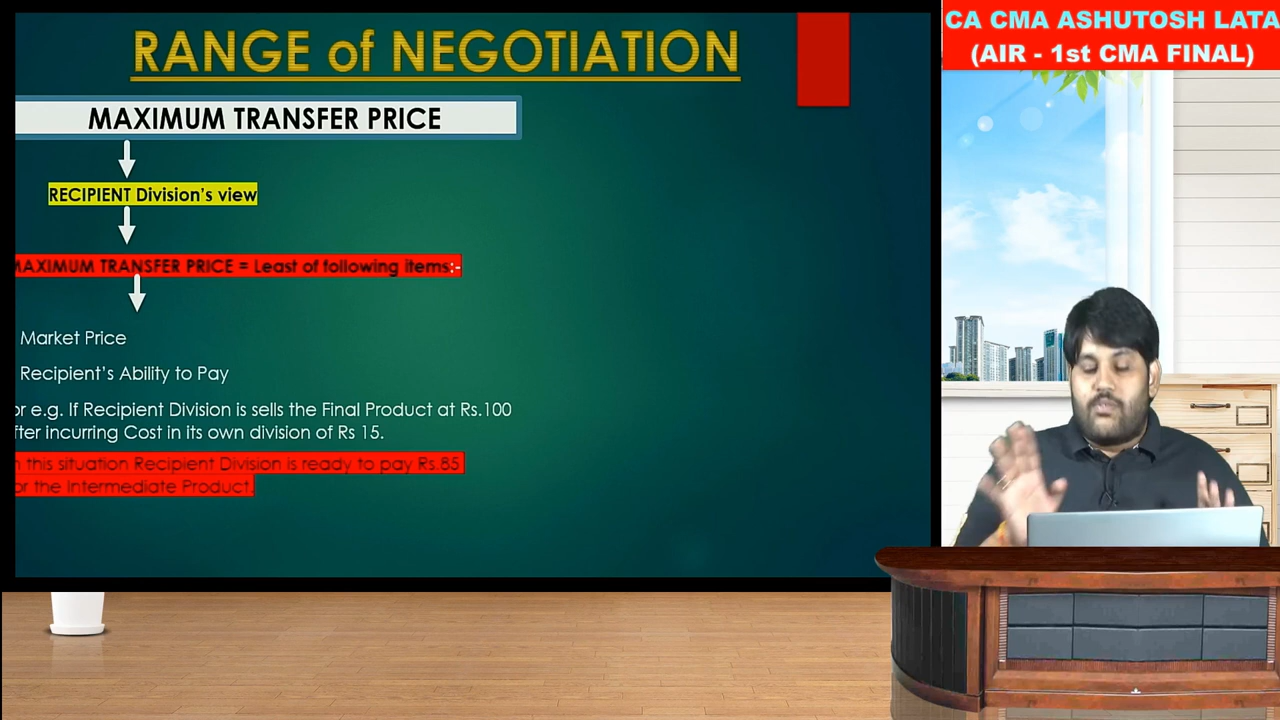 RANGE of NEGOTIATION
MAXIMUM TRANSFER PRICE
RECIPIENT Division's view
MAXIMUM TRANSFER PRICE = Least of following items:-
Market Price
Recipient's Ability to Pay
or e.g. If Recipient Division is sells the Final Product at Rs.100
fter incurring Cost in its own division of Rs 15.
n this situation Recipient Division is ready to pay Rs.85
or the Intermediate Product.
CA CMA ASHUTOSH LATA
(AIR - 1st CMA FINAL)